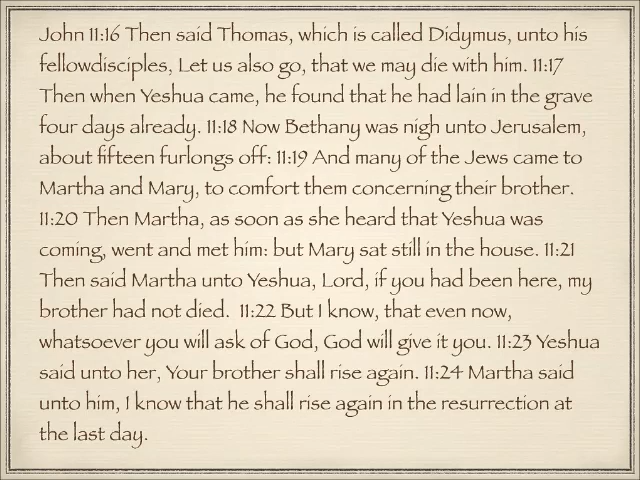 John 11:16 Then said Thomas, which is called Didymus, unto his
fellowdisciples, Let us also go, that we may die with him. 11:17
Then when Yeshua came, he found that he had lain in the grave
four days already. 11:18 Now Bethany was nigh unto Jerusalem,
about fifteen furlongs off: 11:19 And many of the Jews came to
Martha and Mary, to comfort them concerning their brother.
11:20 Then Martha, as soon as she heard that Yeshua was
coming, went and met him: but Mary sat still in the house. 11:21
Then said Martha unto Yeshua, Lord, if you had been here, my
brother had not died. 11:22 But I know, that even now,
whatsoever you will ask of God, God will give it you. 11:23 Yeshua
said unto her, Your brother shall rise again. 11:24 Martha said
unto him, I know that he shall rise again in the resurrection at
the last day.